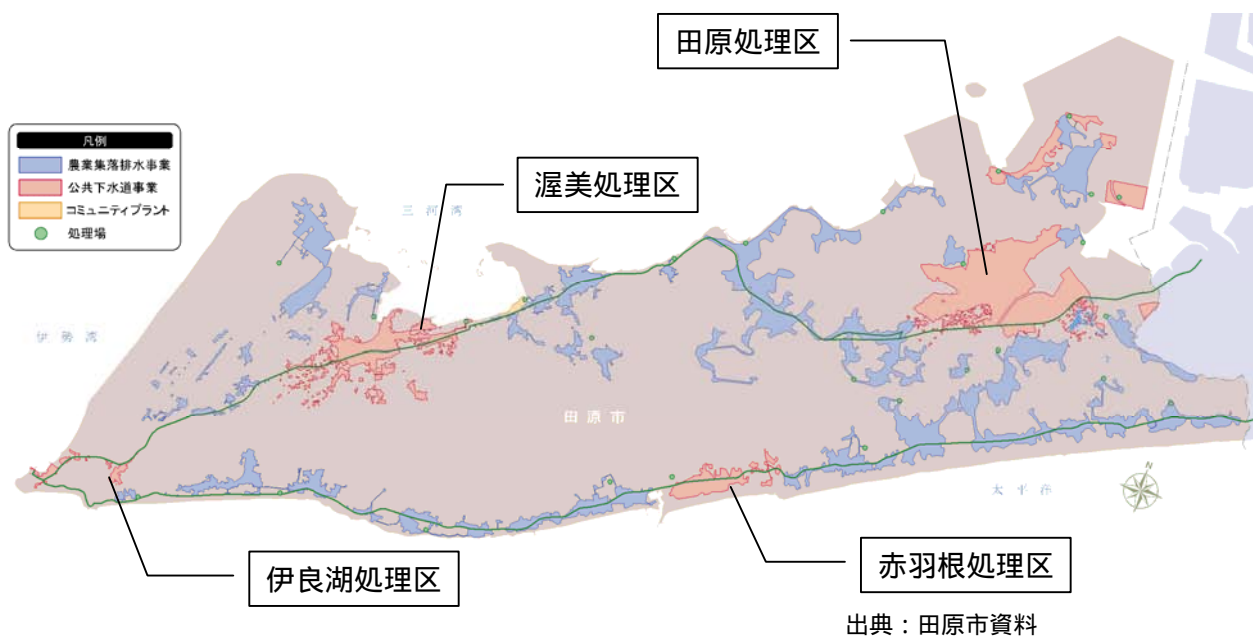 田原処理区
凡例
農業集落排水事業
公共下水道事業
コミュニティプラント
処理場
渥美処理区
三河湾
伊勢湾
田原市
N
太平洋
伊良湖処理区
赤羽根処理区
出典：田原市資料